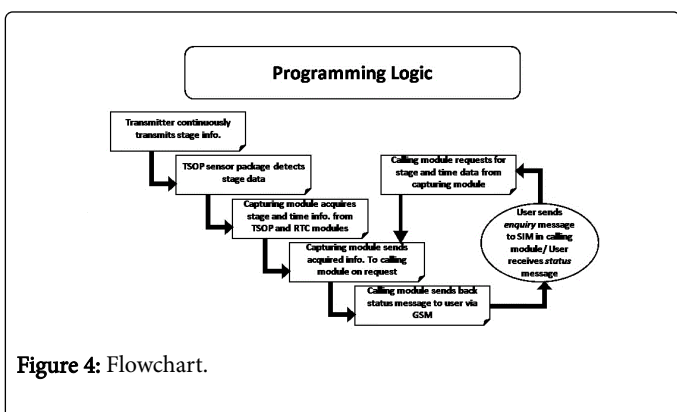 Programming Logic
Transmitter continuously
transmits stage info.
TSOP sensor package detects
stage data
Capturing module acquires
stage and time info. from
TSOP and RTC modules
Capturing module sends
acquired info. To calling
module on request
Calling module sends back
status message to user via
GSM
Calling module requests for
stage and time data from
capturing module
User sends
enquiry message
to SIM in calling
module/ User
receives status
message
Figure 4: Flowchart.